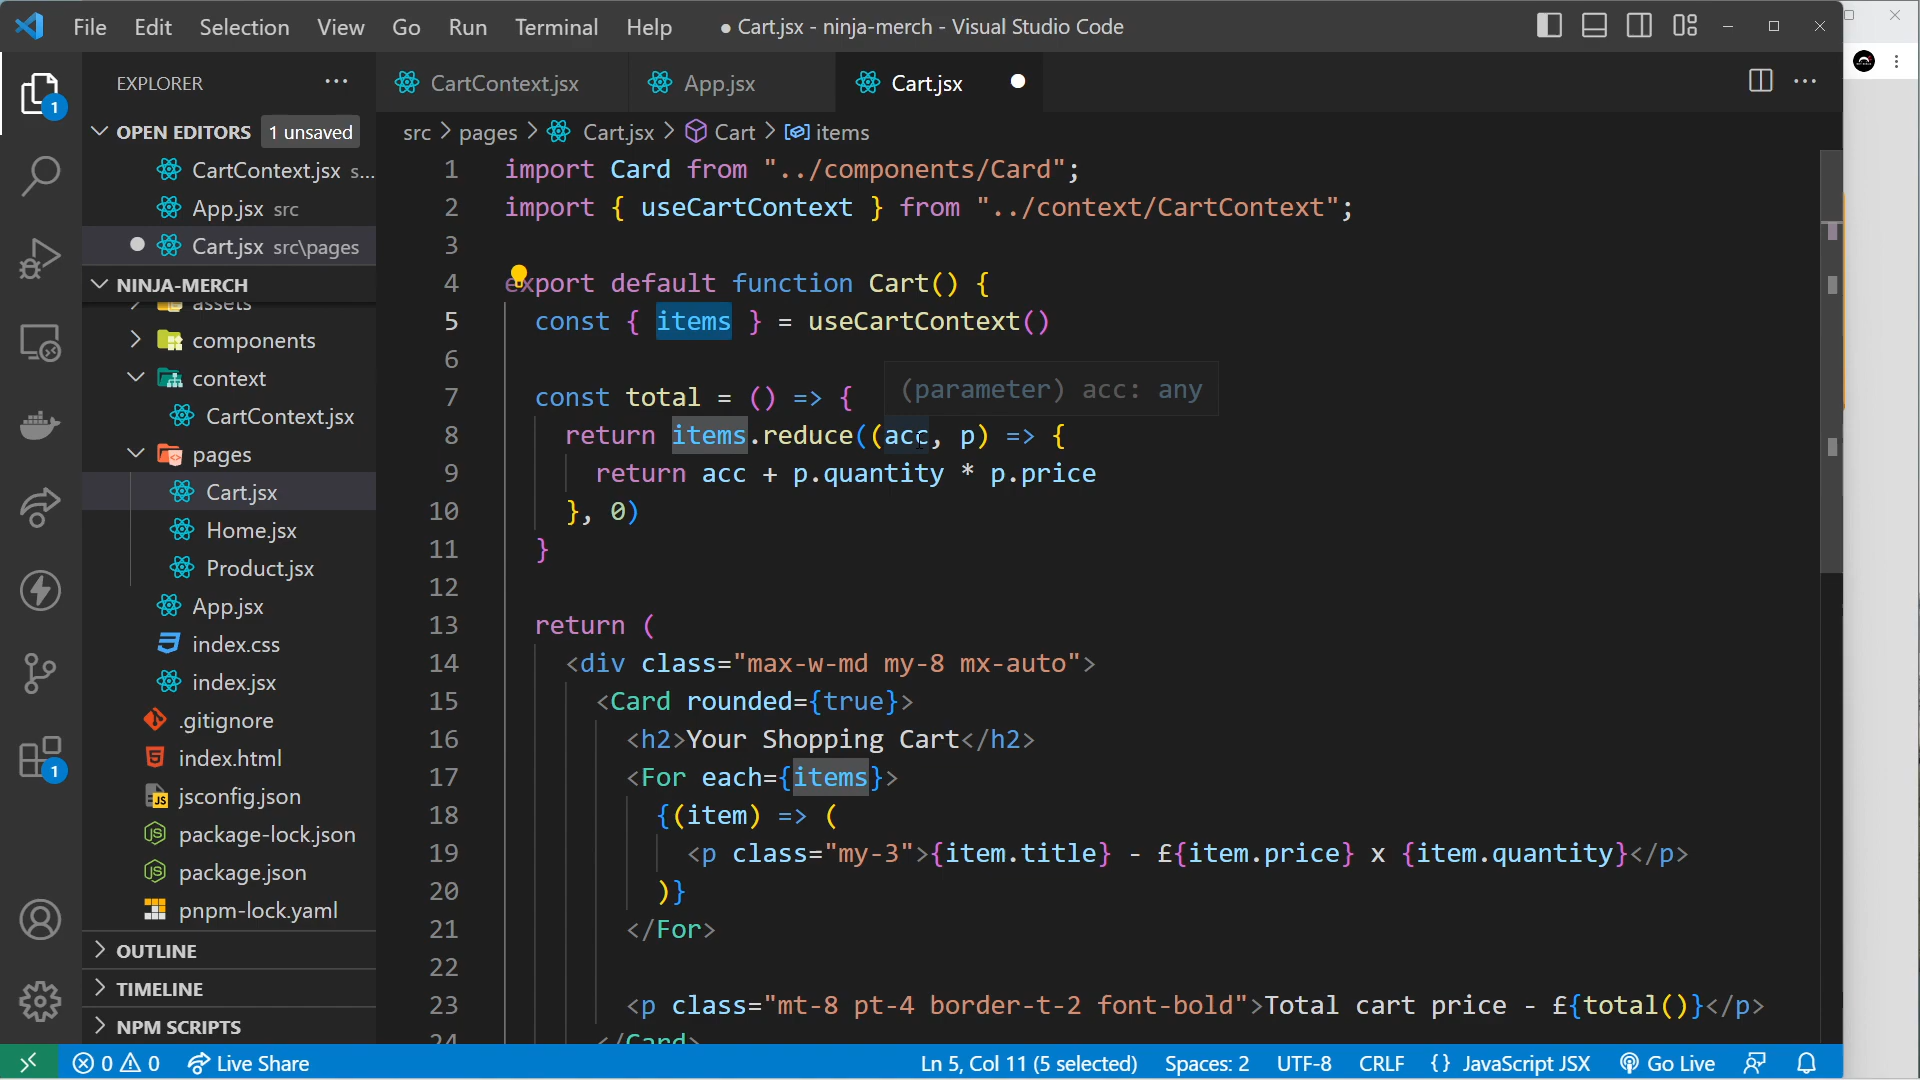 File Edit Selection View Go Run Terminal Help
● Cart.jsx - ninja-merch - Visual Studio Code
EXPLORER
OPEN EDITORS 1 unsaved
CartContext.jsx s...
App.jsx src
Cart.jsx src\pages
NINJA-MERCH
assets
components
context
CartContext.jsx
pages
Cart.jsx
Home.jsx
Product.jsx
App.jsx
index.css
index.jsx
.gitignore
index.html
jsconfig.json
package-lock.json
package.json
pnpm-lock.yaml
OUTLINE
TIMELINE
NPM SCRIPTS
1
1
CartContext.jsx App.jsx Cart.jsx
src > pages > Cart.jsx > Cart > items
1 import Card from "../components/Card";
2 import { useCartContext } from "../context/CartContext";
3
4 export default function Cart() {
5 const { items } = useCartContext()
6
(parameter) acc: any
7 const total = () => {
8 return items.reduce((acc, p) => {
9 return acc + p.quantity * p.price
10 }, 0)
11 }
12
13 return (
14 <div class="max-w-md my-8 mx-auto">
15 <Card rounded={true}>
16 <h2>Your Shopping Cart</h2>
17 <For each={items}>
18 {(item) => (
19 <p class="my-3">{item.title} - £{item.price} x {item.quantity}</p>
20 )}
21 </For>
22
23 <p class="mt-8 pt-4 border-t-2 font-bold">Total cart price - £{total()}</p>
24 </Card>
0 0 Live Share
Ln 5, Col 11 (5 selected) Spaces: 2 UTF-8 CRLF {} JavaScript JSX Go Live